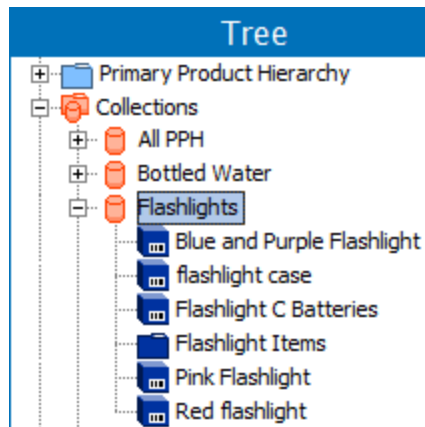 Tree
Primary Product Hierarchy
Collections
All PPH
Bottled Water
Flashlights
Blue and Purple Flashlight
flashlight case
Flashlight C Batteries
Flashlight Items
Pink Flashlight
Red flashlight